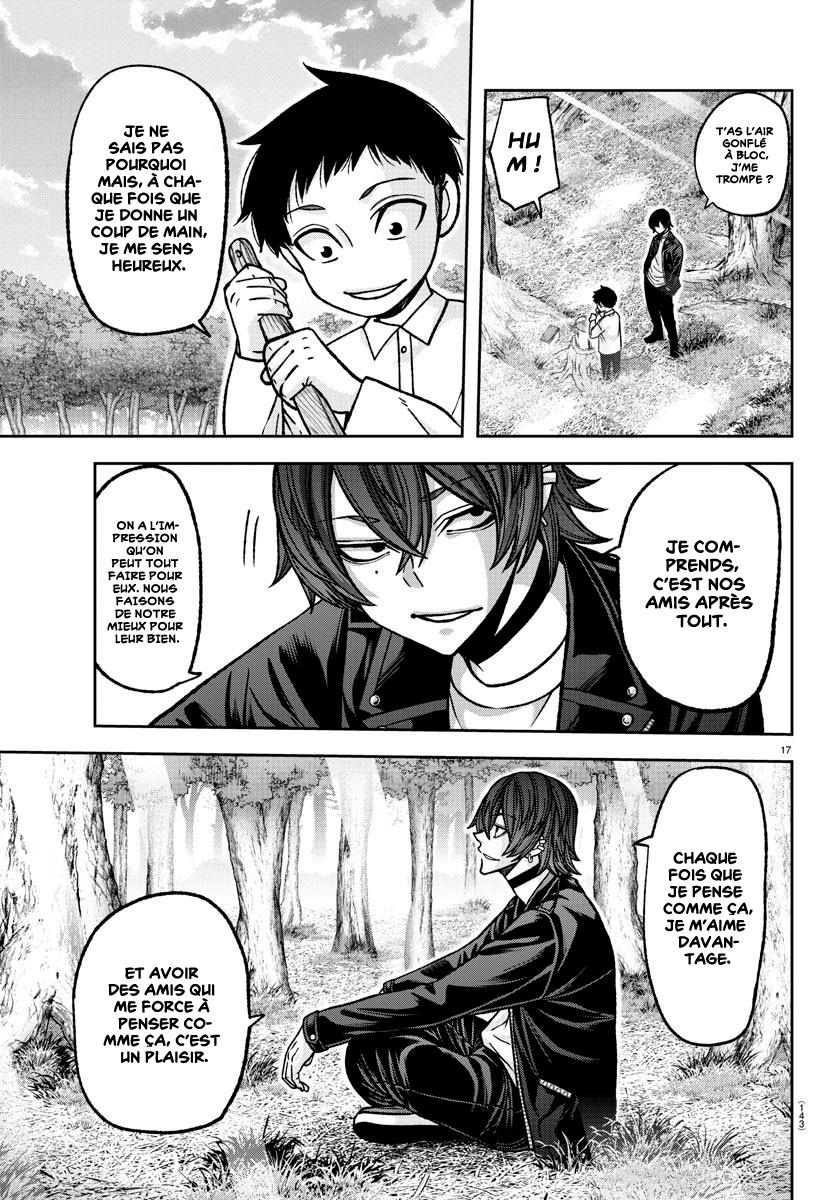 T'AS L'AIR
GONFLÉ
À BLOC,
J'ME
TROMPE ?
HU
M !
JE NE
SAIS PAS
POURQUOI
MAIS, À CHA-
QUE FOIS QUE
JE DONNE UN
COUP DE MAIN,
JE ME SENS
HEUREUX.
JE COM-
PRENDS,
C'EST NOS
AMIS APRÈS
TOUT.
ON A L'IM-
PRESSION QU'ON
PEUT TOUT
FAIRE POUR
EUX. NOUS
FAISONS
DE NOTRE
MIEUX POUR
LEUR BIEN.
17
CHAQUE
FOIS QUE
JE PENSE
COMME ÇA,
JE M'AIME
DAVAN-
TAGE.
ET AVOIR
DES AMIS QUI
ME FORCE À
PENSER COM-
ME ÇA, C'EST
UN PLAISIR.
(143)